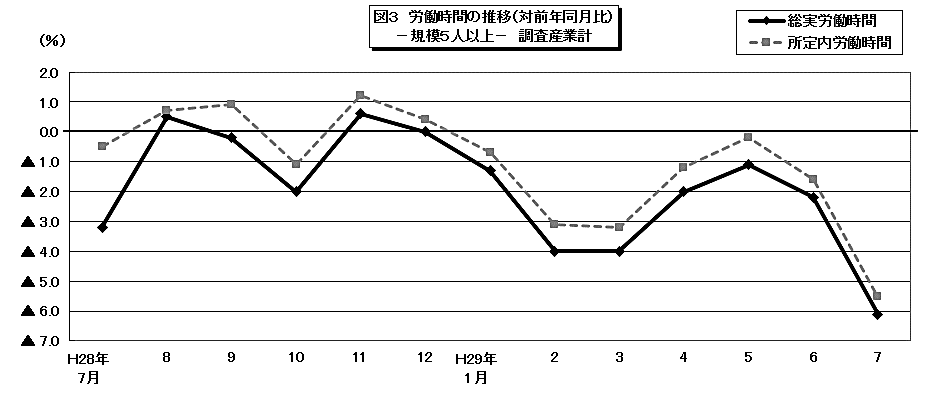 図３ 労働時間の推移(対前年同月比)
－規模５人以上－ 調査産業計
総実労働時間
所定内労働時間
(%)
2.0
1.0
0.0
▲ 1.0
▲ 2.0
▲ 3.0
▲ 4.0
▲ 5.0
▲ 6.0
▲ 7.0
H28年 8 9 10 11 12 H29年 2 3 4 5 6 7
7月 1月